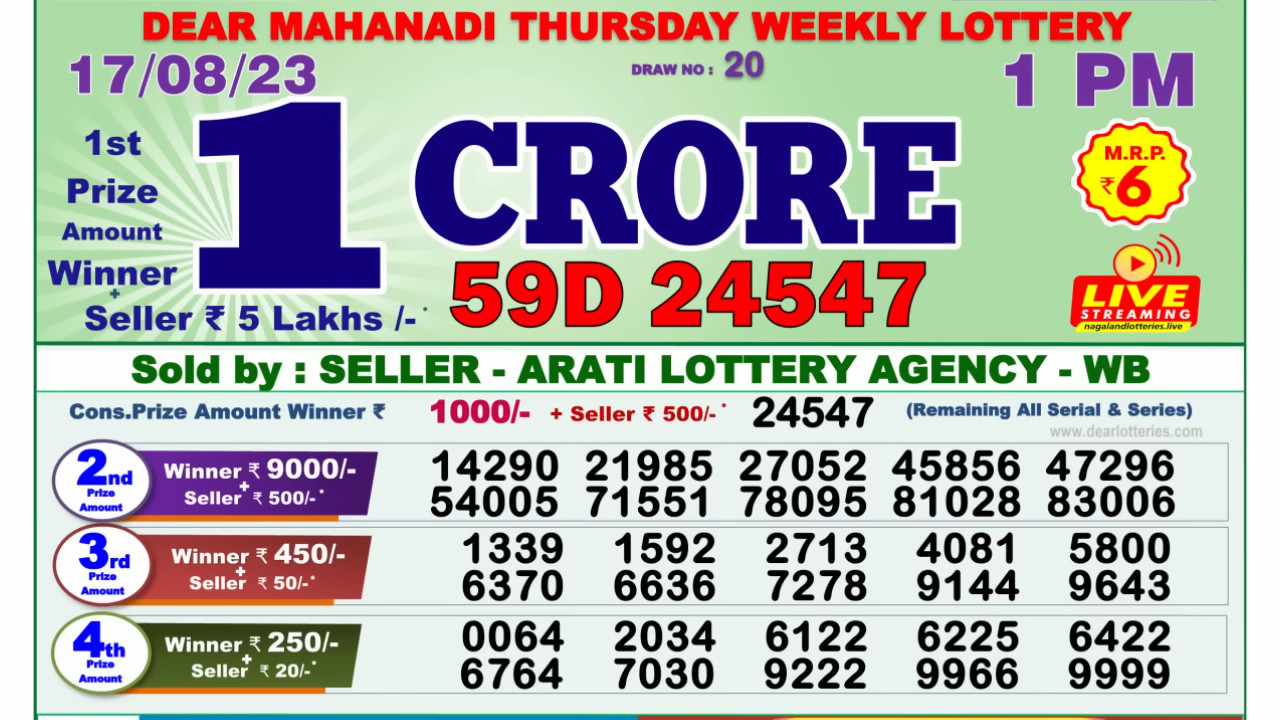 DEAR MAHANADI THURSDAY WEEKLY LOTTERY
17/08/23
DRAW NO : 20
1 PM
1st
Prize
Amount
Winner
+
Seller ₹ 5 Lakhs /-*
1 CRORE
59D 24547
M.R.P.
₹6
LIVE
STREAMING
nagalandlotteries.live
Sold by : SELLER - ARATI LOTTERY AGENCY - WB
Cons.Prize Amount Winner ₹ 1000/- + Seller ₹ 500/-* 24547 (Remaining All Serial & Series)
www.dearlotteries.com
2nd
Prize
Amount
Winner ₹ 9000/-
+
Seller ₹ 500/-*
14290 21985 27052 45856 47296
54005 71551 78095 81028 83006
3rd
Prize
Amount
Winner ₹ 450/-
+
Seller ₹ 50/-*
1339 1592 2713 4081 5800
6370 6636 7278 9144 9643
4th
Prize
Amount
Winner ₹ 250/-
+
Seller ₹ 20/-*
0064 2034 6122 6225 6422
6764 7030 9222 9966 9999